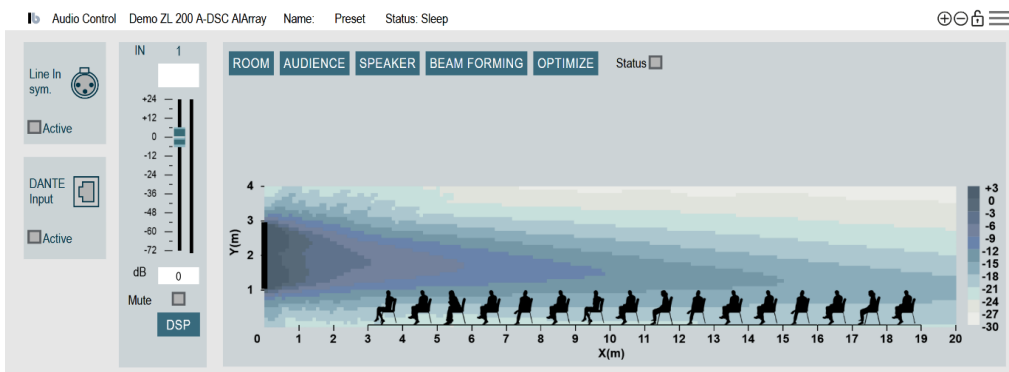 lb Audio Control Demo ZL 200 A-DSC AIArray Name: Preset Status: Sleep
Line In
sym.
Active
DANTE
Input
Active
IN 1
+24
+12
0
-12
-24
-36
-48
-60
-72
dB 0
Mute
DSP
ROOM AUDIENCE SPEAKER BEAM FORMING OPTIMIZE Status
4
3
2
1
Y(m)
0 1 2 3 4 5 6 7 8 9 10 11 12 13 14 15 16 17 18 19 20
X(m)
+3
0
-3
-6
-9
-12
-15
-18
-21
-24
-27
-30